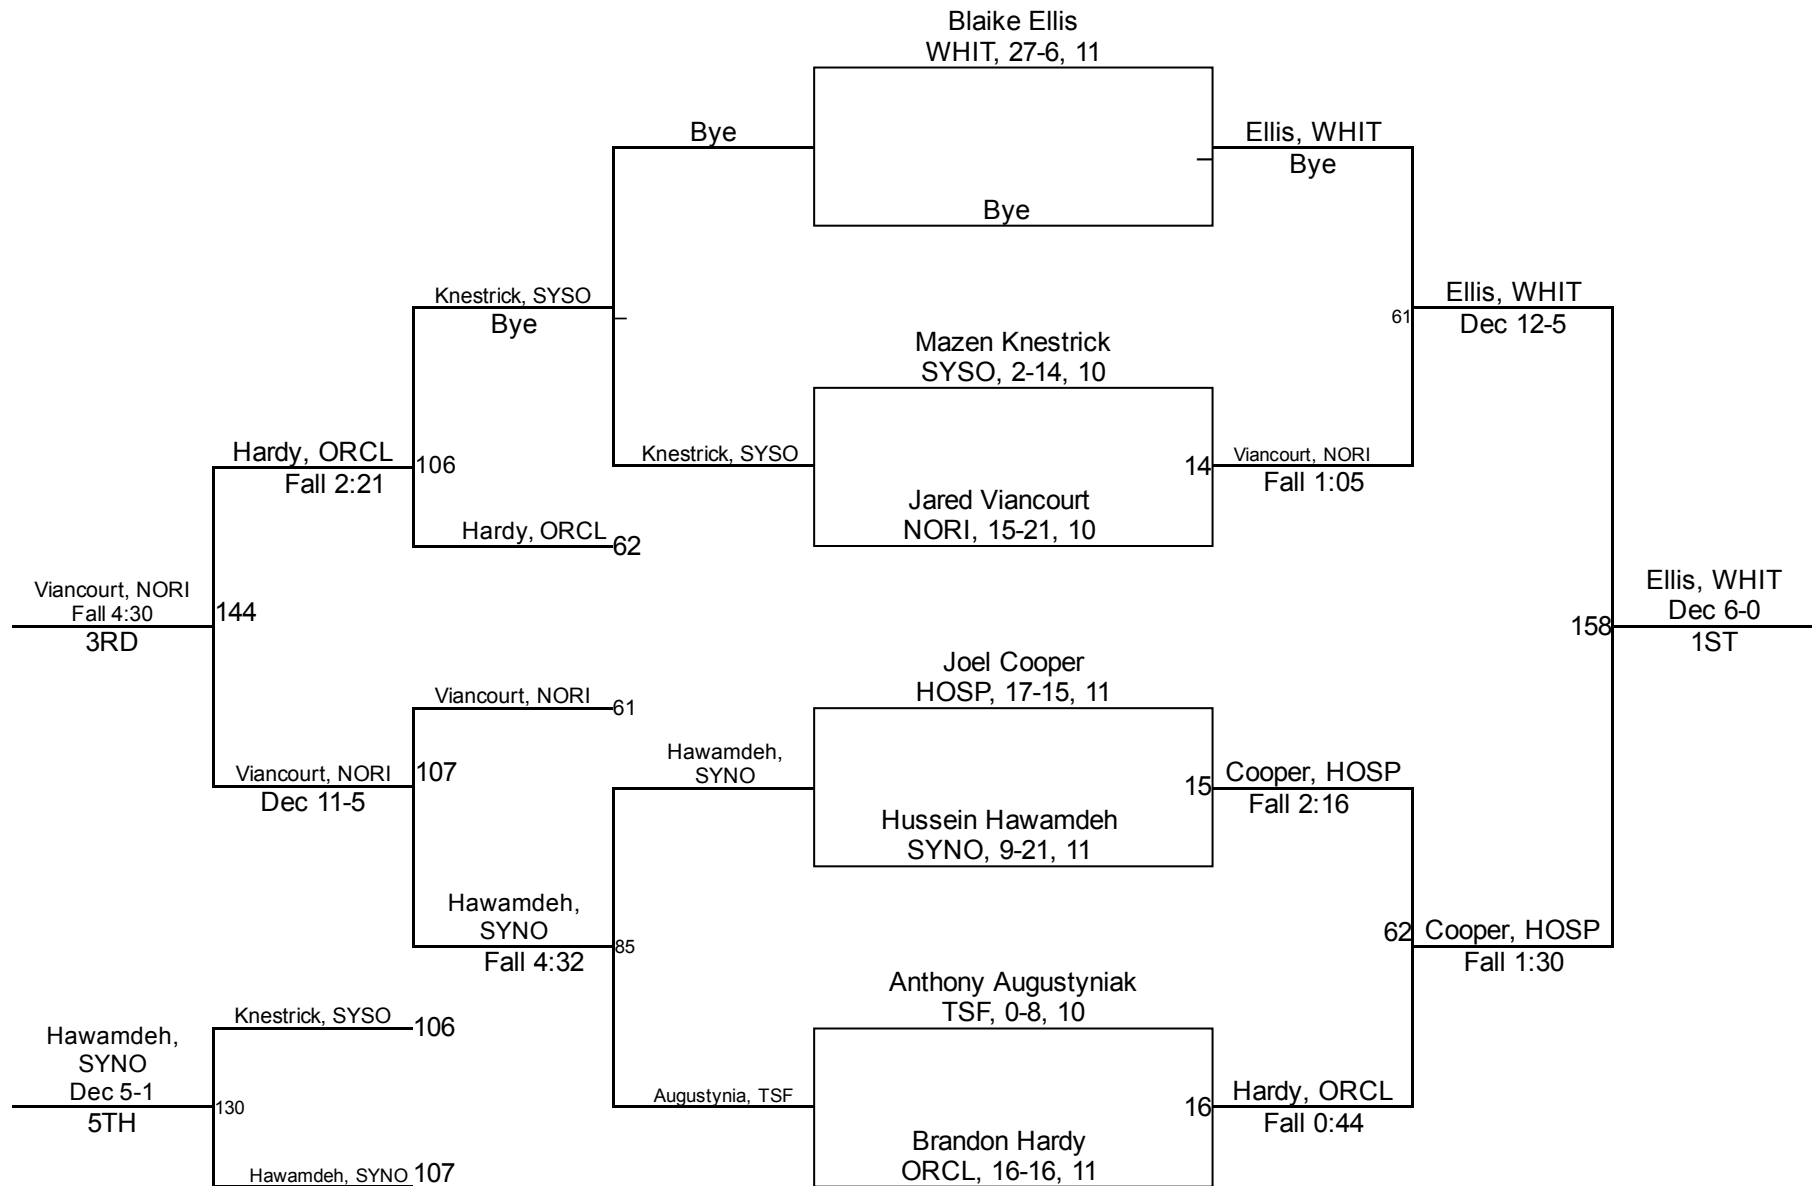 Blaike Ellis
WHIT, 27-6, 11
Bye
Ellis, WHIT
Bye
Bye
Knestrick, SYSO
Bye
Ellis, WHIT
61
Dec 12-5
Mazen Knestrick
SYSO, 2-14, 10
Hardy, ORCL
106
Fall 2:21
Knestrick, SYSO
14
Viancourt, NORI
Fall 1:05
Jared Viancourt
NORI, 15-21, 10
Hardy, ORCL
62
Viancourt, NORI
Fall 4:30
144
3RD
Ellis, WHIT
Dec 6-0
158
1ST
Joel Cooper
HOSP, 17-15, 11
Viancourt, NORI
61
Hawamdeh,
SYNO
Viancourt, NORI
107
Dec 11-5
15
Cooper, HOSP
Fall 2:16
Hussein Hawamdeh
SYNO, 9-21, 11
Hawamdeh,
SYNO
85
Fall 4:32
62
Cooper, HOSP
Fall 1:30
Anthony Augustyniak
TSF, 0-8, 10
Knestrick, SYSO
106
Hawamdeh,
SYNO
Dec 5-1
130
5TH
Augustynia, TSF
16
Hardy, ORCL
Fall 0:44
Brandon Hardy
ORCL, 16-16, 11
Hawamdeh, SYNO
107